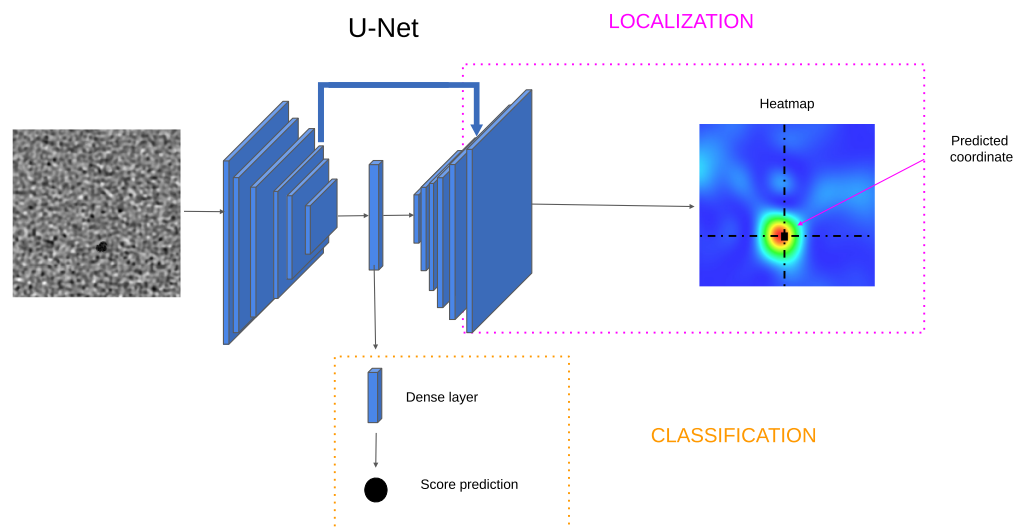 U-Net
LOCALIZATION
Heatmap
Predicted
coordinate
Dense layer
CLASSIFICATION
Score prediction